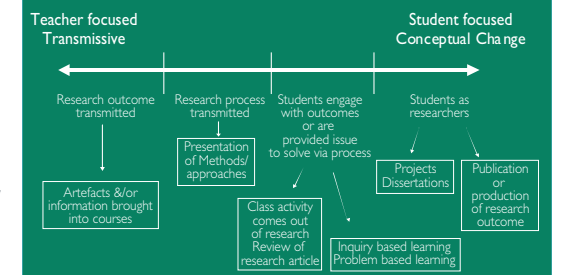 Teacher focused
Transmissive
Student focused
Conceptual Change
Research outcome
transmitted
Research process
transmitted
Students engage
with outcomes
or are
provided issue
to solve via process
Students as
researchers
Artefacts &/or
information brought
into courses
Presentation
of Methods/
approaches
Class activity
comes out
of research
Review of
research article
Inquiry based learning
Problem based learning
Projects
Dissertations
Publication
or
production
of research
outcome